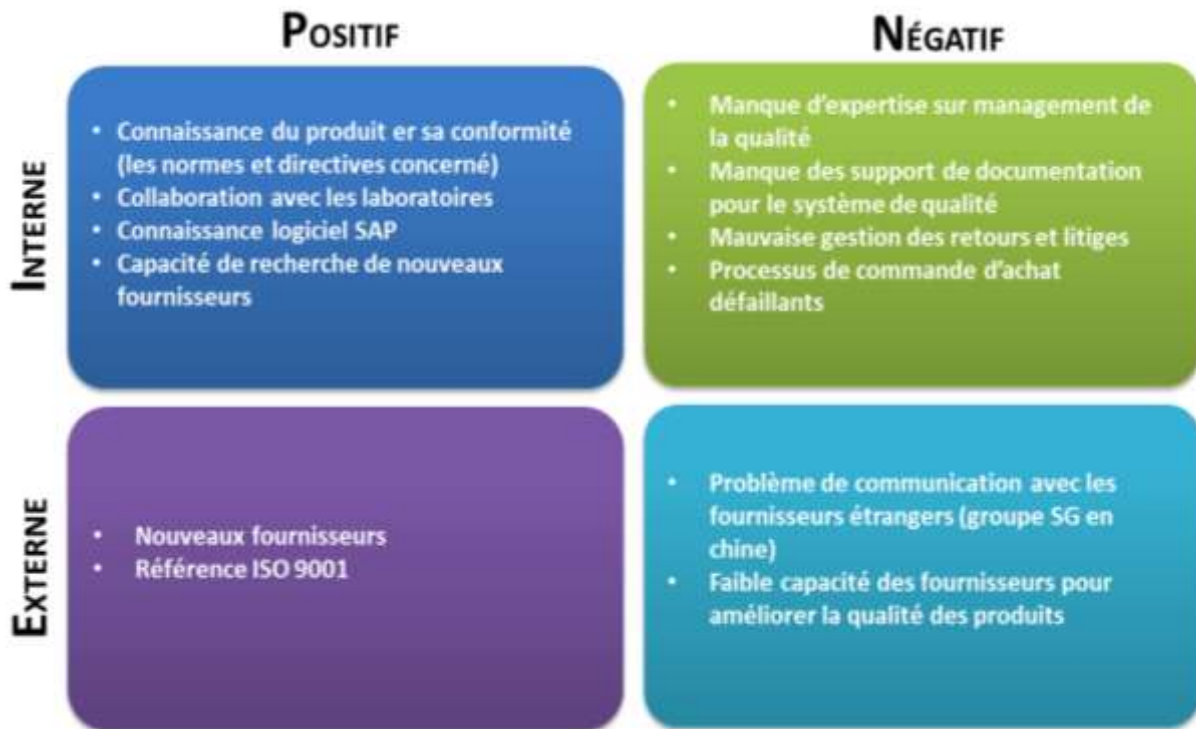 POSITIF
NÉGATIF
INTERNE
• Connaissance du produit er sa conformité
(les normes et directives concerné)
• Collaboration avec les laboratoires
• Connaissance logiciel SAP
• Capacité de recherche de nouveaux
fournisseurs
• Manque d'expertise sur management de
la qualité
• Manque des support de documentation
pour le système de qualité
• Mauvaise gestion des retours et litiges
• Processus de commande d'achat
défaillants
EXTERNE
• Nouveaux fournisseurs
• Référence ISO 9001
• Problème de communication avec les
fournisseurs étrangers (groupe SG en
chine)
• Faible capacité des fournisseurs pour
améliorer la qualité des produits